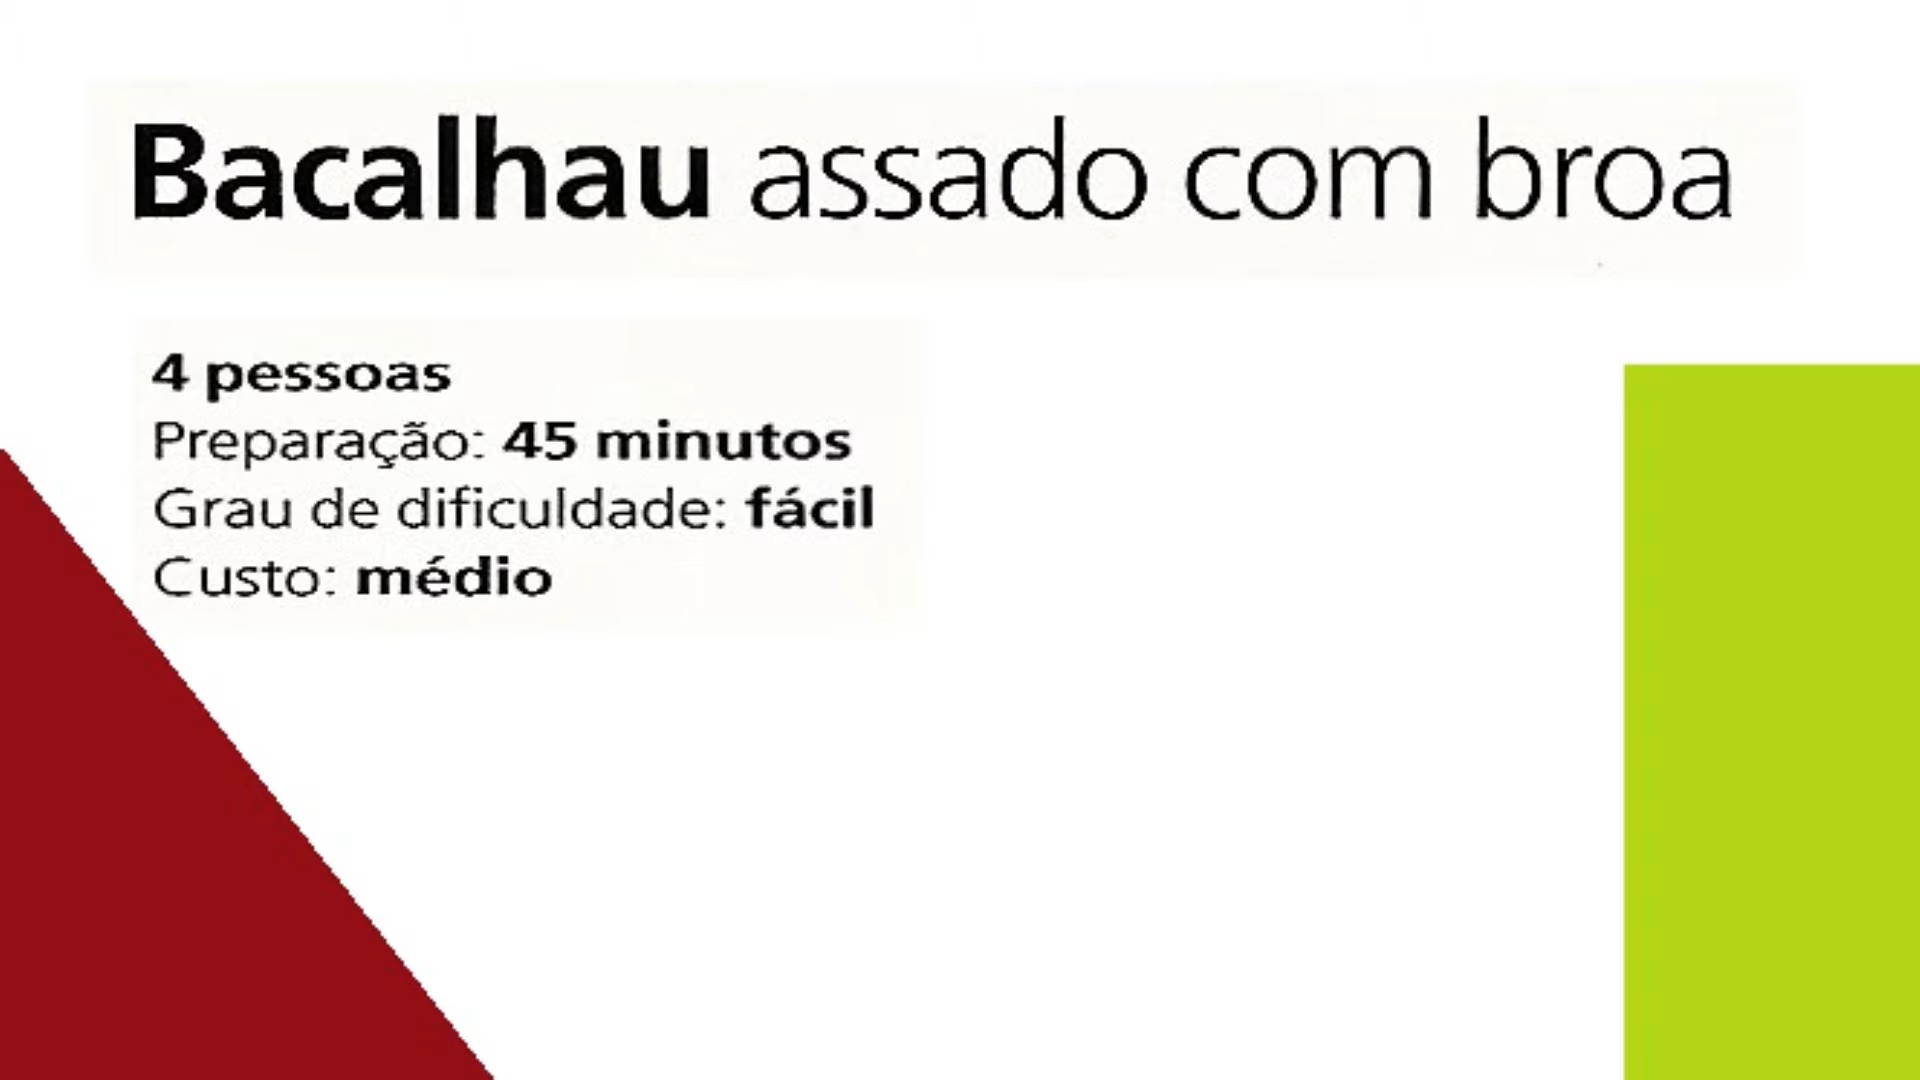 Bacalhau assado com broa
4 pessoas
Preparação: 45 minutos
Grau de dificuldade: fácil
Custo: médio